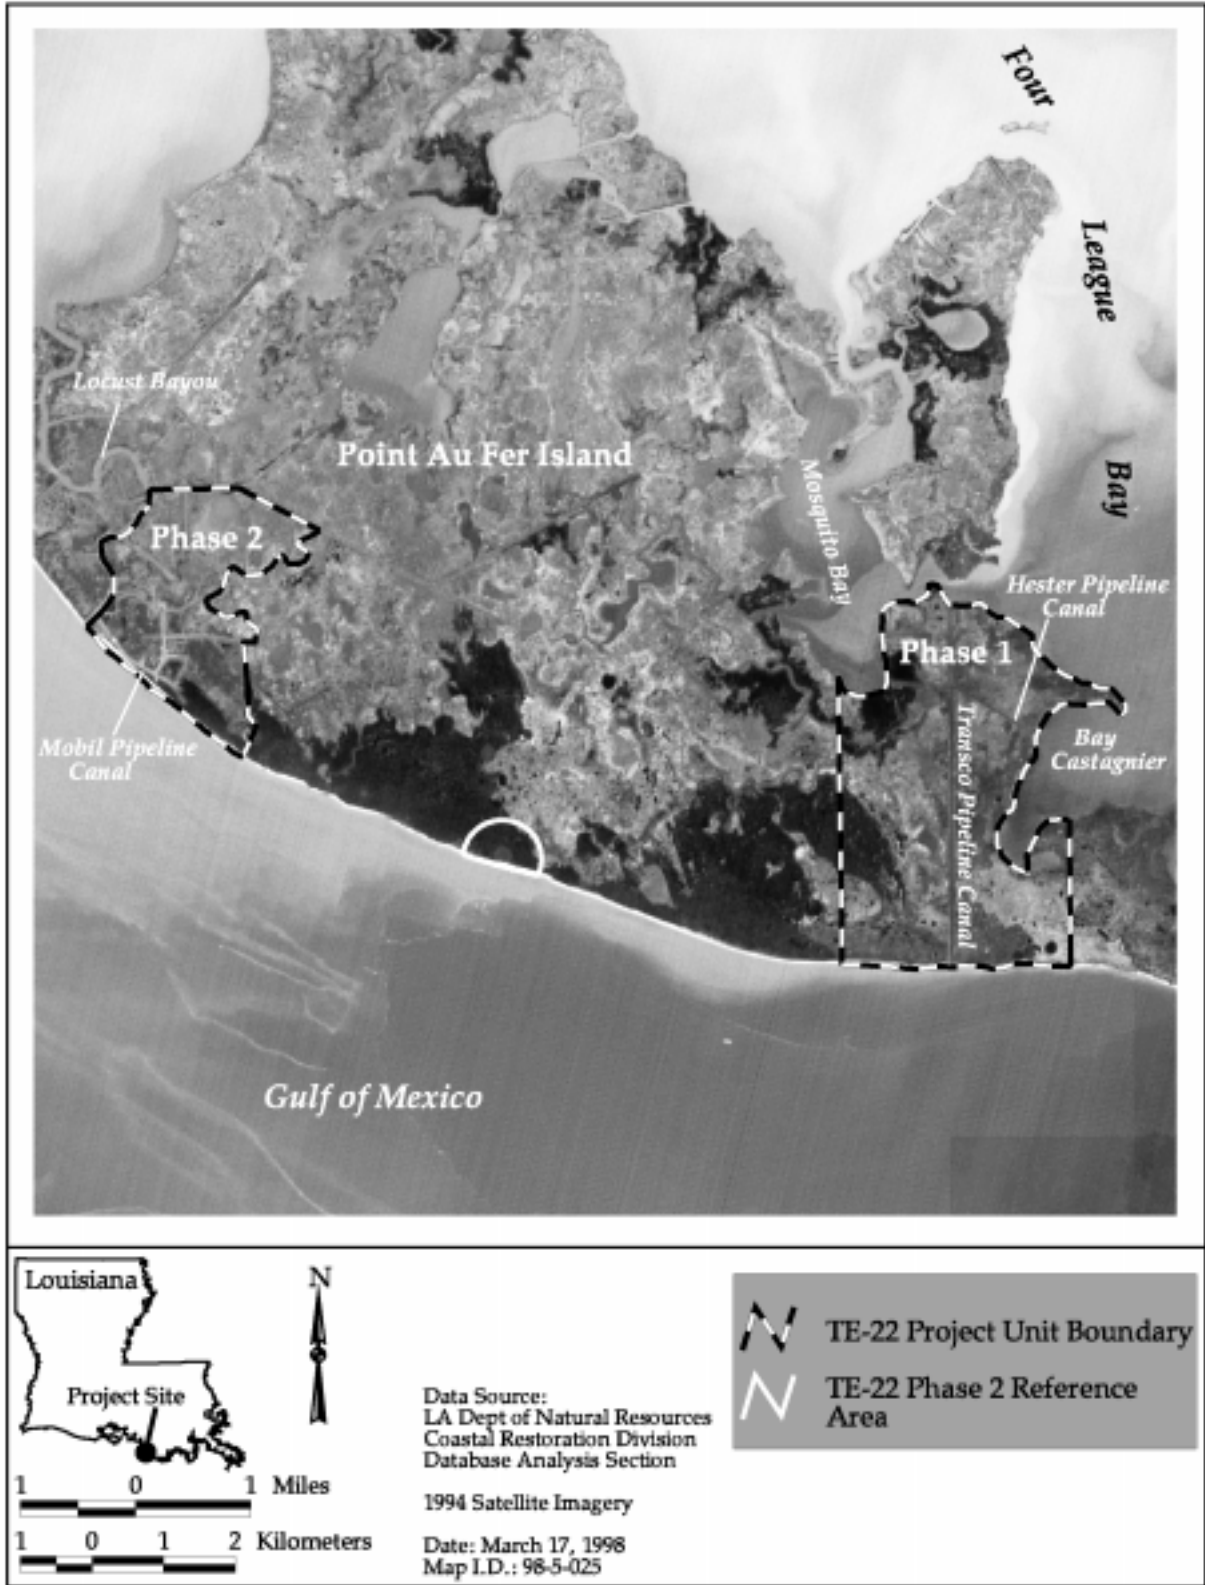 Four
League
Bay
Locust Bayou
Point Au Fer Island
Mosquito Bay
Phase 2
Hester Pipeline
Canal
Phase 1
Transco Pipeline Canal
Mobil Pipeline
Canal
Bay
Castagnier
Gulf of Mexico
Louisiana
Project Site
N
1 0 1 Miles
1 0 1 2 Kilometers
Data Source:
LA Dept of Natural Resources
Coastal Restoration Division
Database Analysis Section
1994 Satellite Imagery
Date: March 17, 1998
Map I.D.: 98-5-025
TE-22 Project Unit Boundary
TE-22 Phase 2 Reference
Area